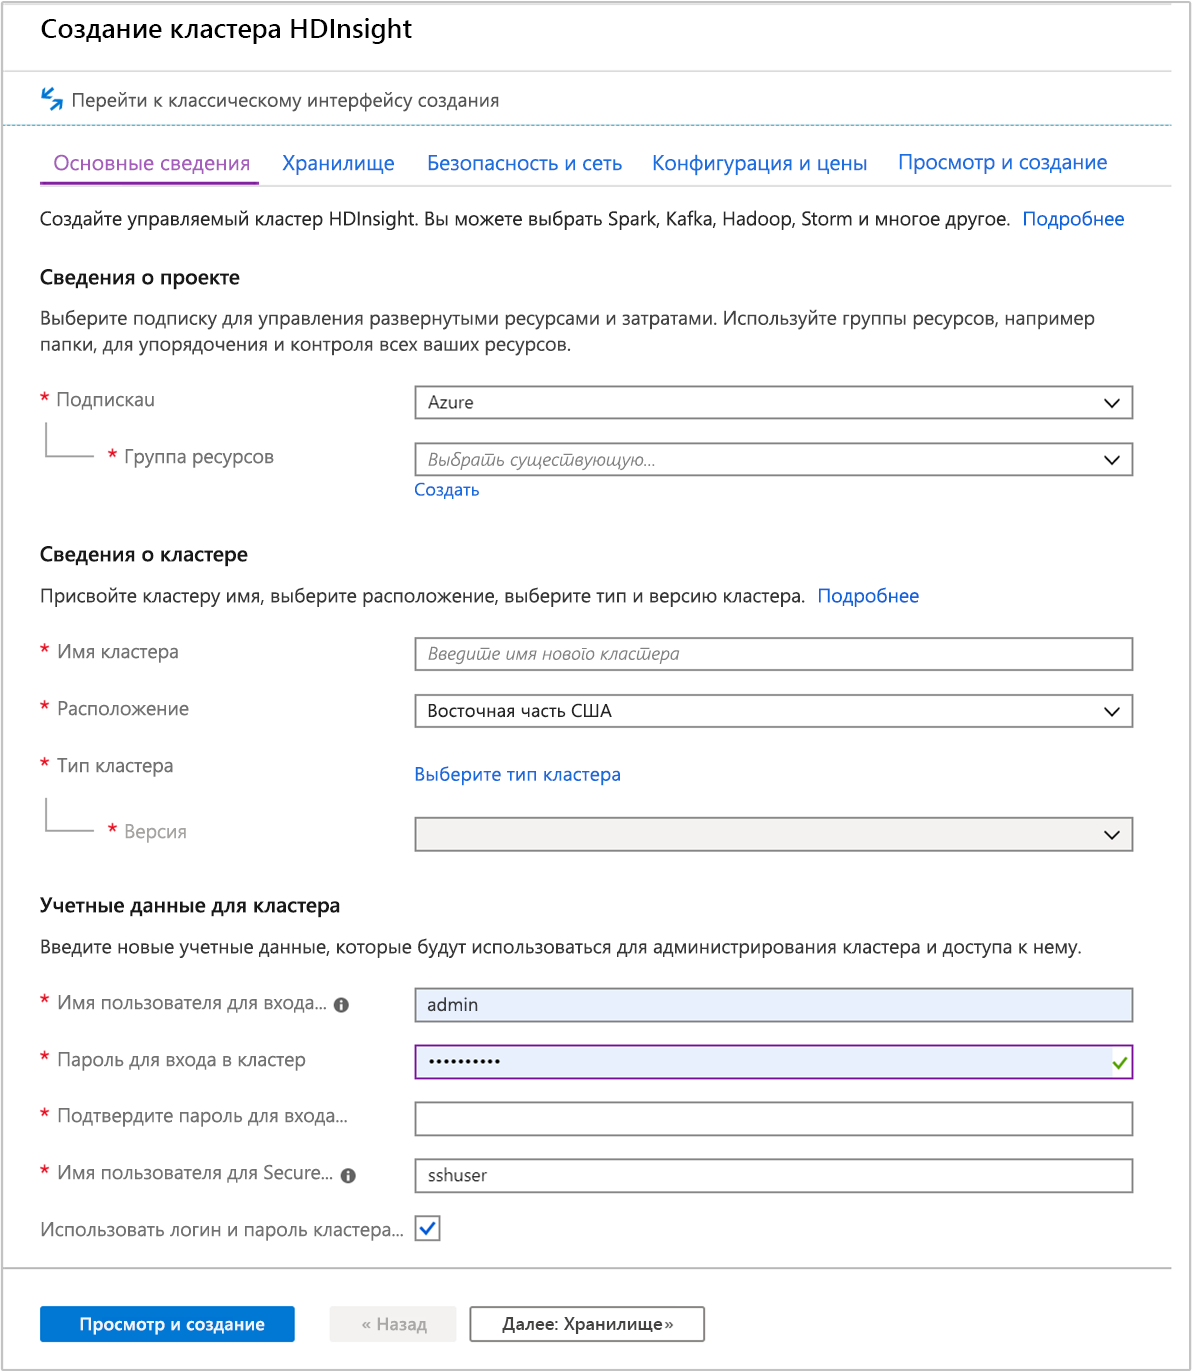 Создание кластера HDInsight
Перейти к классическому интерфейсу создания
Основные сведения Хранилище Безопасность и сеть Конфигурация и цены Просмотр и создание
Создайте управляемый кластер HDInsight. Вы можете выбрать Spark, Kafka, Hadoop, Storm и многое другое. Подробнее
Сведения о проекте
Выберите подписку для управления развернутыми ресурсами и затратами. Используйте группы ресурсов, например
папки, для упорядочения и контроля всех ваших ресурсов.
* Подпискаu Azure
* Группа ресурсов Выбрать существующую...
Создать
Сведения о кластере
Присвойте кластеру имя, выберите расположение, выберите тип и версию кластера. Подробнее
* Имя кластера Введите имя нового кластера
* Расположение Восточная часть США
* Тип кластера Выберите тип кластера
* Версия
Учетные данные для кластера
Введите новые учетные данные, которые будут использоваться для администрирования кластера и доступа к нему.
* Имя пользователя для входа... admin
* Пароль для входа в кластер ••••••••••
* Подтвердите пароль для входа...
* Имя пользователя для Secure... sshuser
Использовать логин и пароль кластера...
Просмотр и создание « Назад Далее: Хранилище»